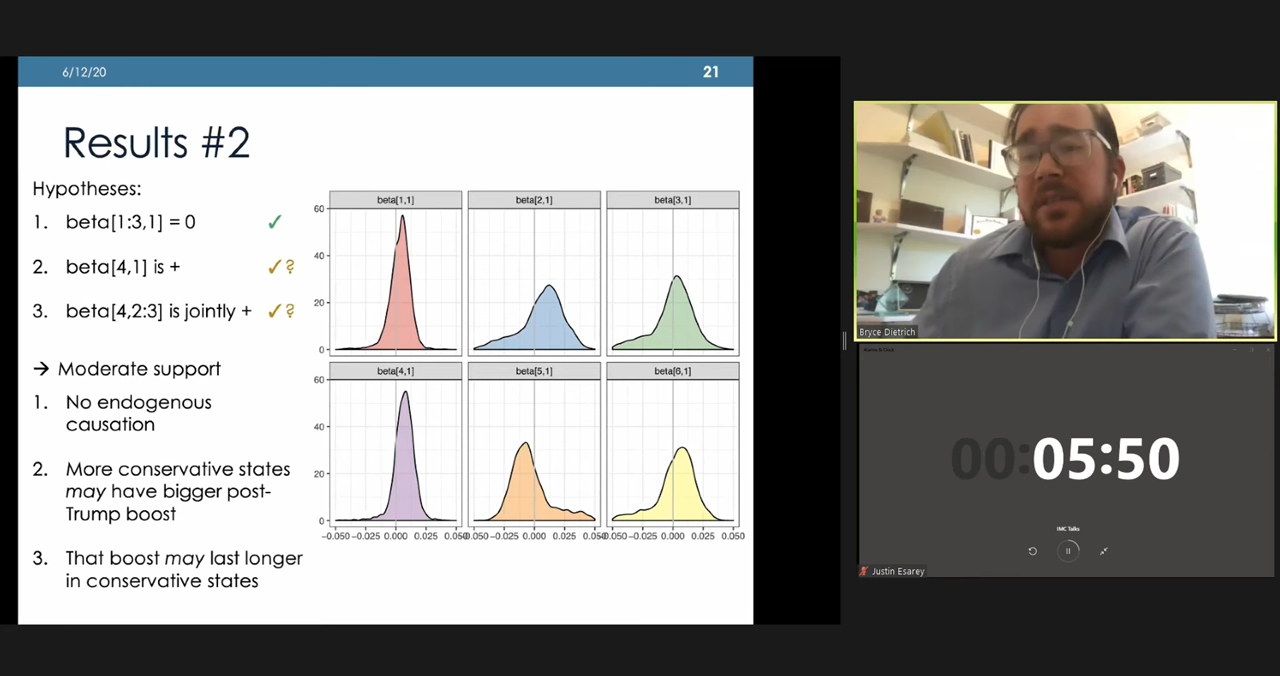 6/12/20
21
Results #2
Hypotheses:
1. beta[1:3,1] = 0 ✓
2. beta[4,1] is + ✓?
3. beta[4,2:3] is jointly + ✓?
→ Moderate support
1. No endogenous
causation
2. More conservative states
may have bigger post-
Trump boost
3. That boost may last longer
in conservative states
beta[1,1]
beta[2,1]
beta[3,1]
60
40
20
0
beta[4,1]
beta[5,1]
beta[6,1]
60
40
20
0
-0.050 -0.025 0.000 0.025 0.050
-0.050 -0.025 0.000 0.025 0.050
-0.050 -0.025 0.000 0.025 0.050
Bryce Dietrich
00:05:50
IMC Talks
Justin Esarey